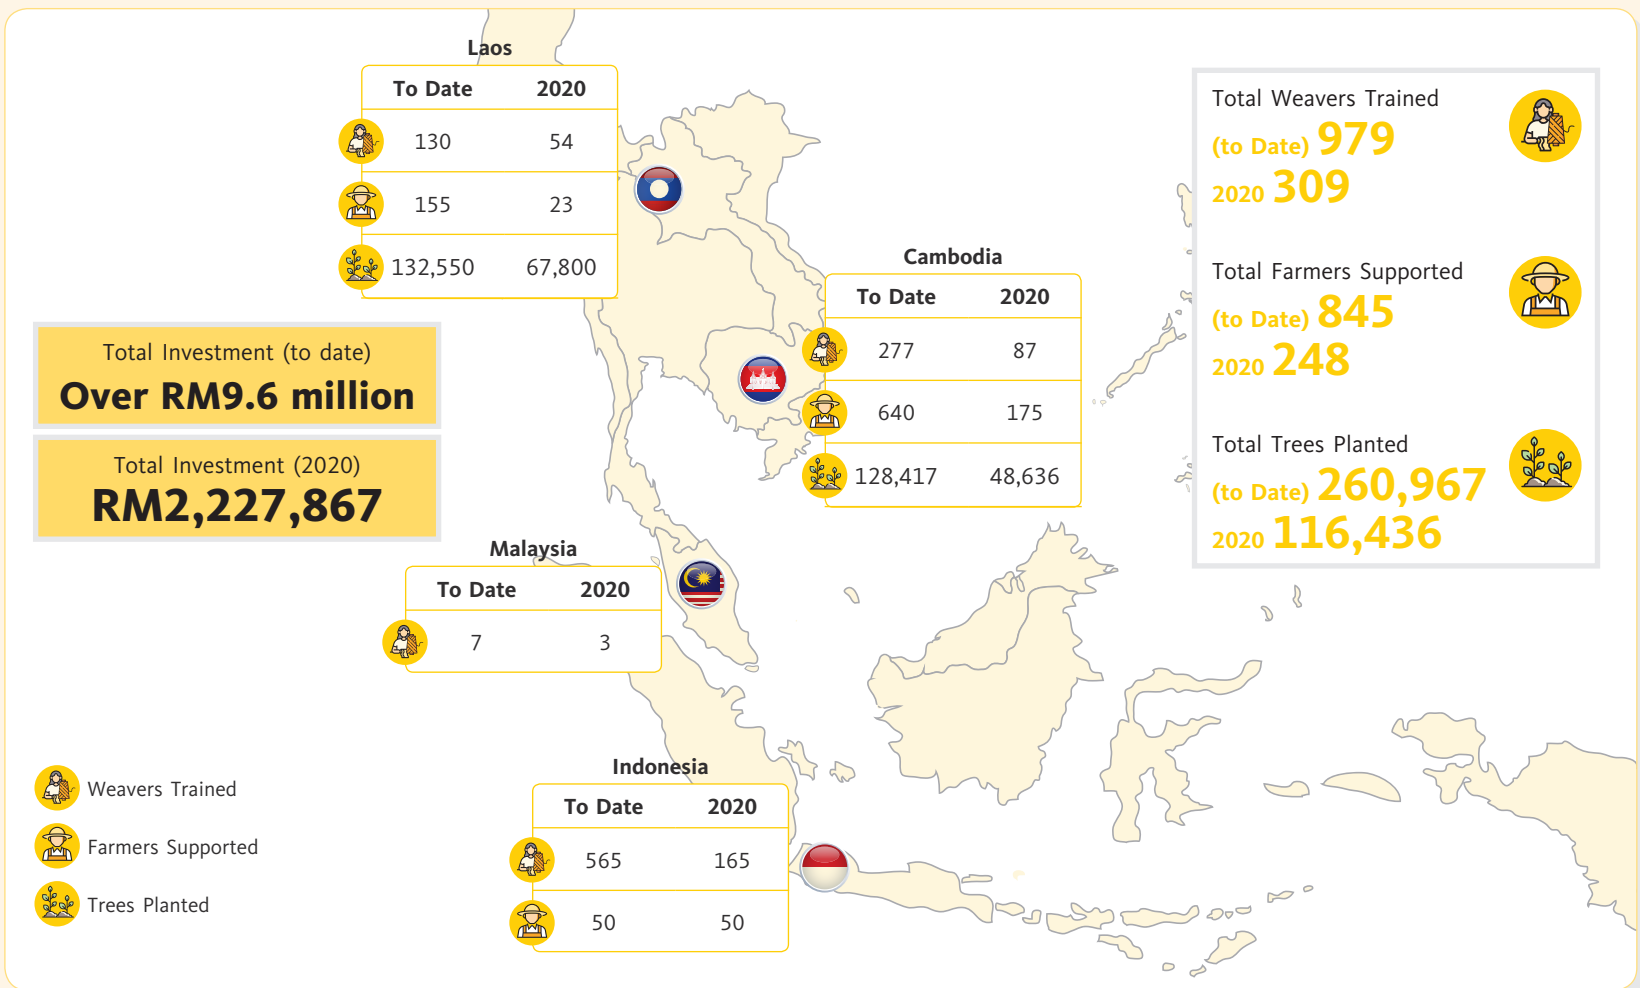 Laos
To Date 2020
130 54
155 23
132,550 67,800
Total Investment (to date)
Over RM9.6 million
Total Investment (2020)
RM2,227,867
Cambodia
To Date 2020
277 87
640 175
128,417 48,636
Malaysia
To Date 2020
7 3
Indonesia
To Date 2020
565 165
50 50
Weavers Trained
Farmers Supported
Trees Planted
Total Weavers Trained
(to Date) 979
2020 309
Total Farmers Supported
(to Date) 845
2020 248
Total Trees Planted
(to Date) 260,967
2020 116,436